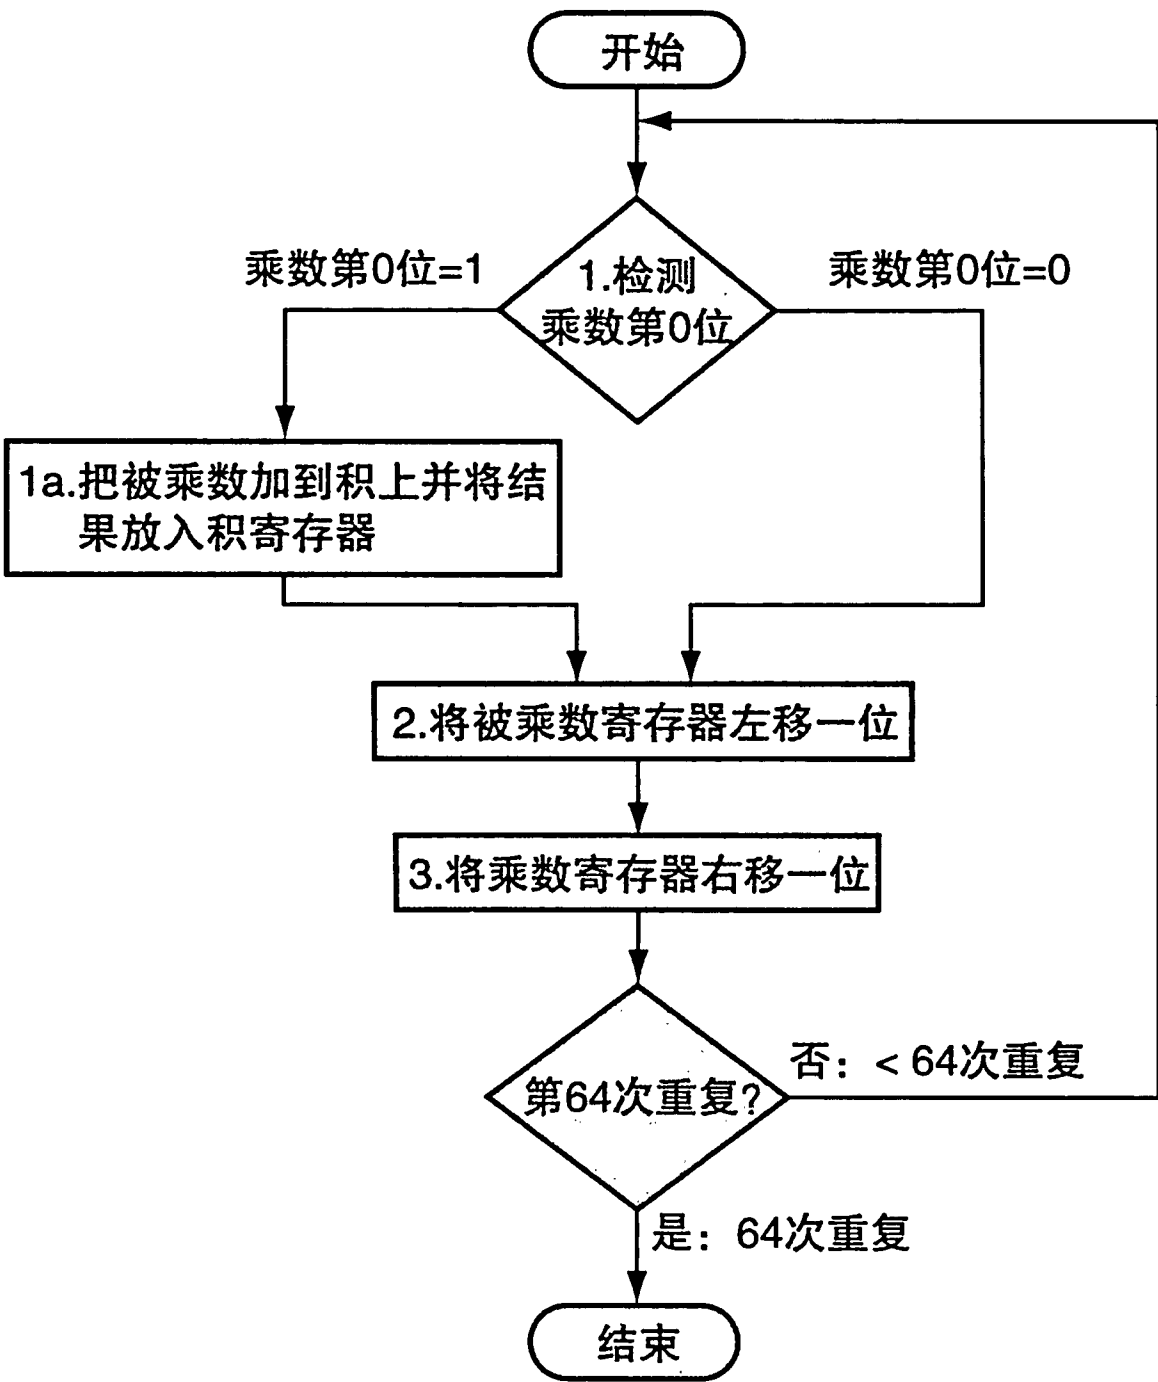 开始
乘数第0位=1
1.检测
乘数第0位
乘数第0位=0
1a.把被乘数加到积上并将结
果放入积寄存器
2.将被乘数寄存器左移一位
3.将乘数寄存器右移一位
第64次重复?
否：< 64次重复
是：64次重复
结束